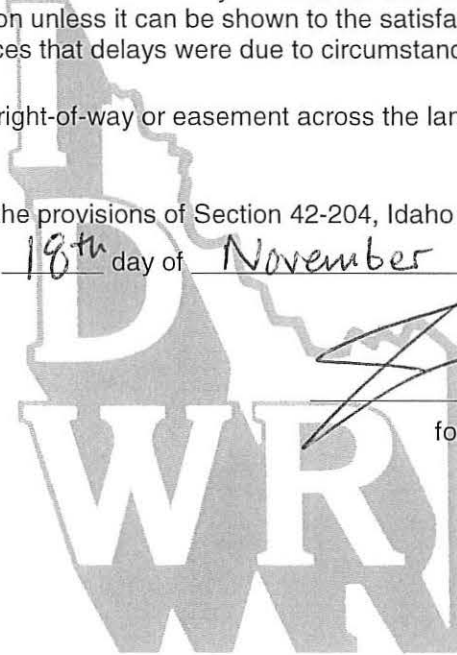 on unless it can be shown to the satisfa
ces that delays were due to circumstanc
right-of-way or easement across the lan
he provisions of Section 42-204, Idaho
18th day of November
fo
I
D
WR